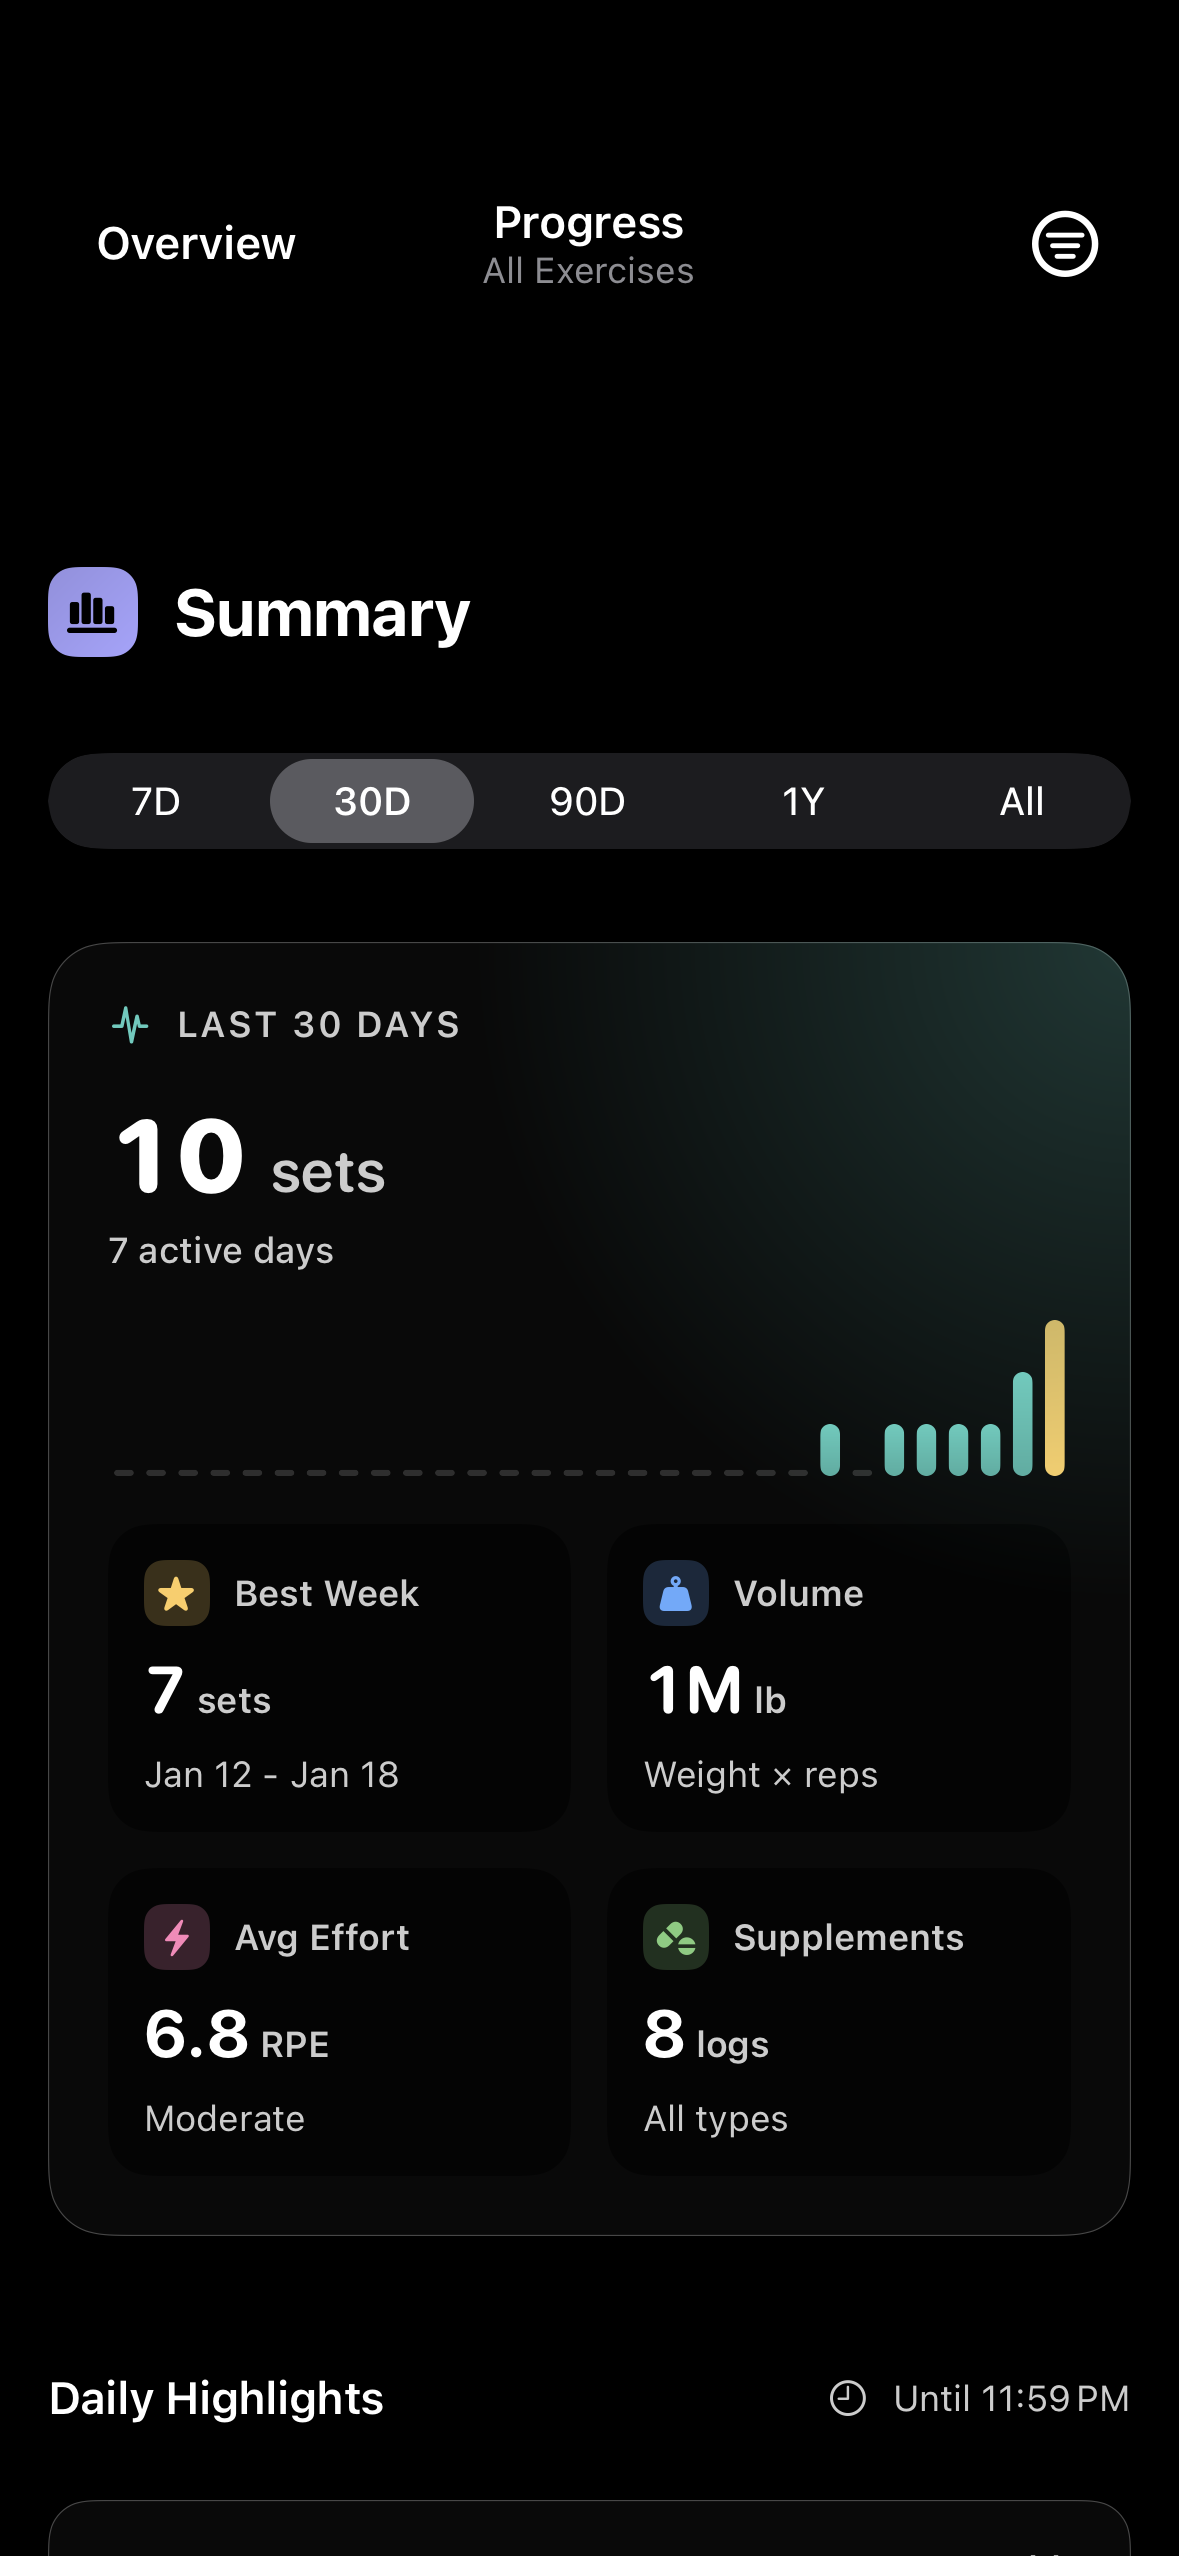 Overview
Progress
All Exercises
Summary
7D 30D 90D 1Y All
LAST 30 DAYS
10 sets
7 active days
Best Week
7 sets
Jan 12 - Jan 18
Volume
1M lb
Weight × reps
Avg Effort
6.8 RPE
Moderate
Supplements
8 logs
All types
Daily Highlights
Until 11:59 PM